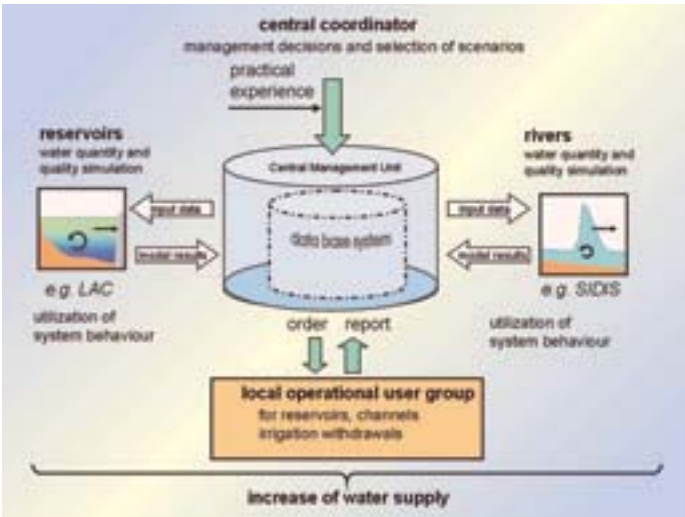 central coordinator
management decisions and selection of scenarios
practical
experience
reservoirs
water quantity and
quality simulation
rivers
water quantity and
quality simulation
Central Management Unit
input data
input data
data base system
model results
model results
e.g. LAC
e.g. SIDIS
utilization of
system behaviour
order report
utilization of
system behaviour
local operational user group
for reservoirs, channels
irrigation withdrawals
increase of water supply